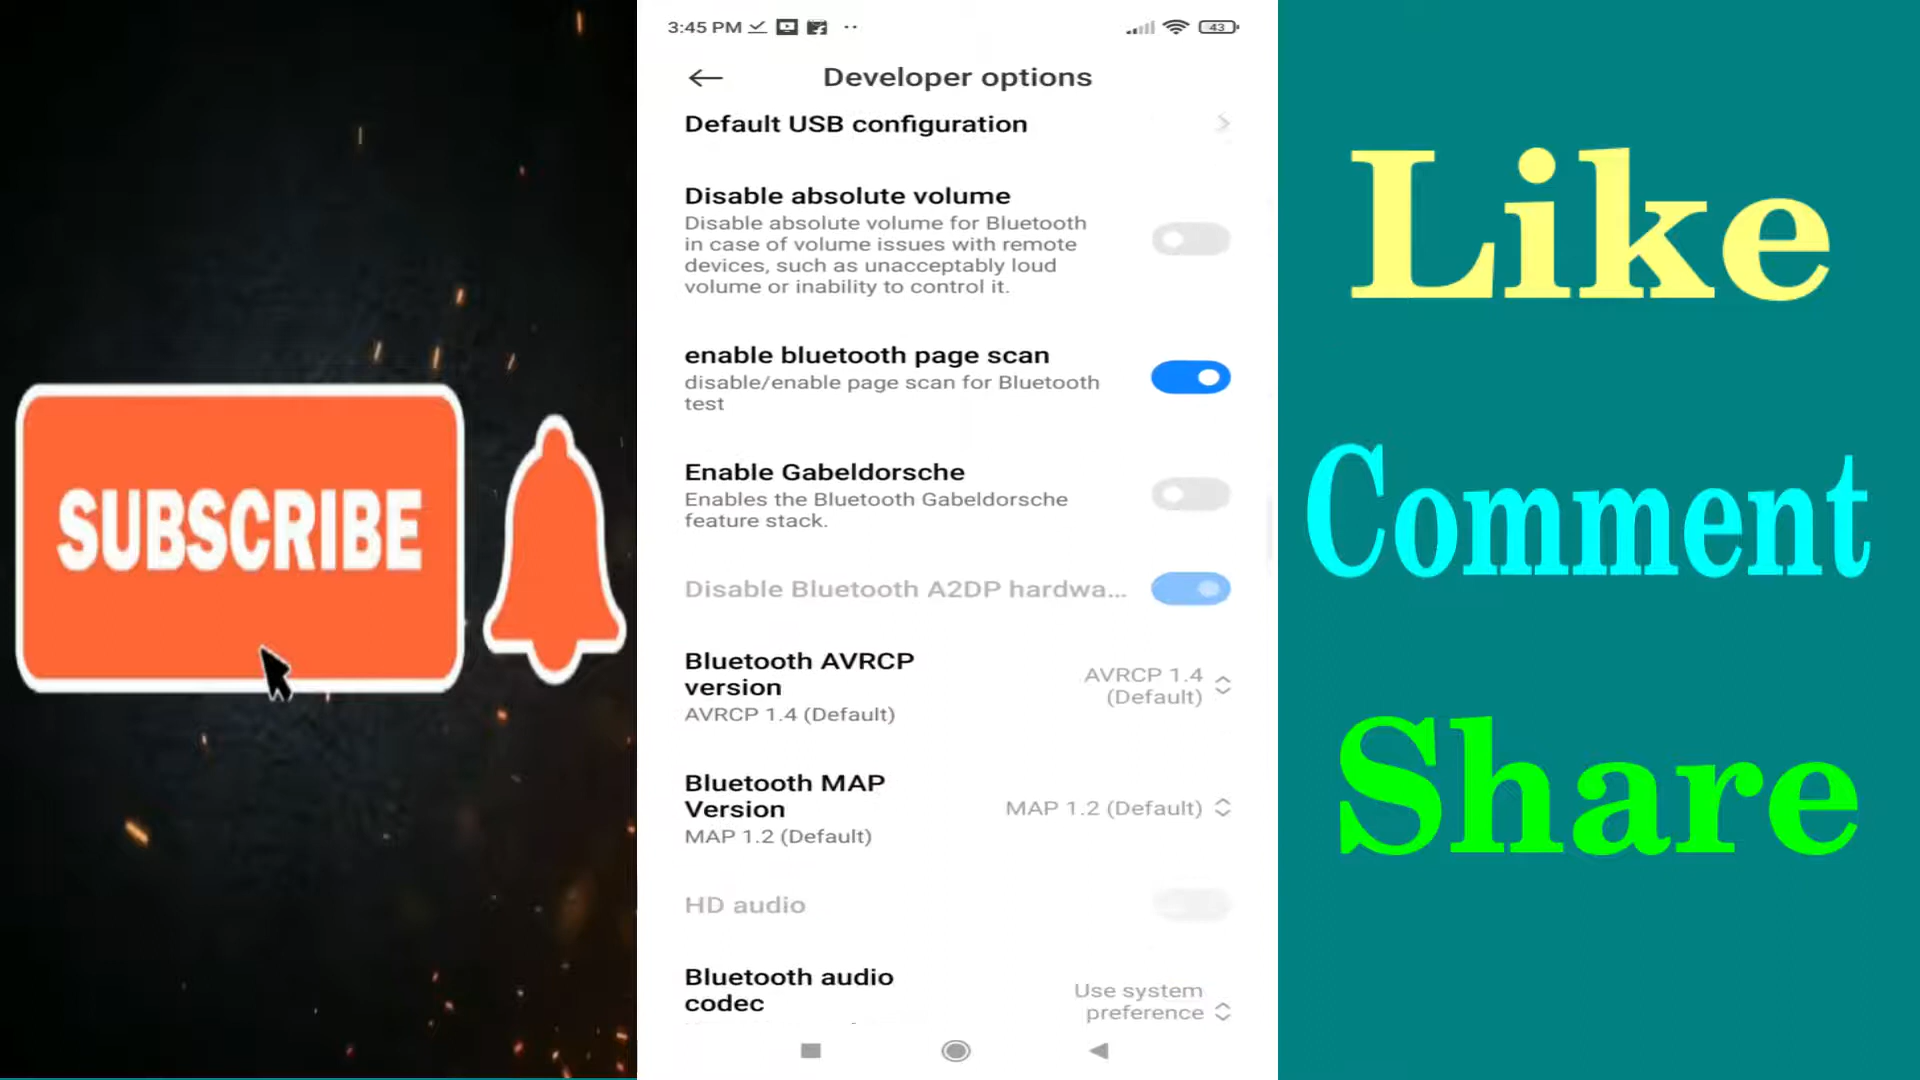 SUBSCRIBE
3:45 PM
43
Developer options
Default USB configuration
Disable absolute volume
Disable absolute volume for Bluetooth
in case of volume issues with remote
devices, such as unacceptably loud
volume or inability to control it.
enable bluetooth page scan
disable/enable page scan for Bluetooth
test
Enable Gabeldorsche
Enables the Bluetooth Gabeldorsche
feature stack.
Disable Bluetooth A2DP hardwa...
Bluetooth AVRCP
version
AVRCP 1.4 (Default)
AVRCP 1.4
(Default)
Bluetooth MAP
Version
MAP 1.2 (Default)
MAP 1.2 (Default)
HD audio
Bluetooth audio
codec
Use system
preference
Like
Comment
Share